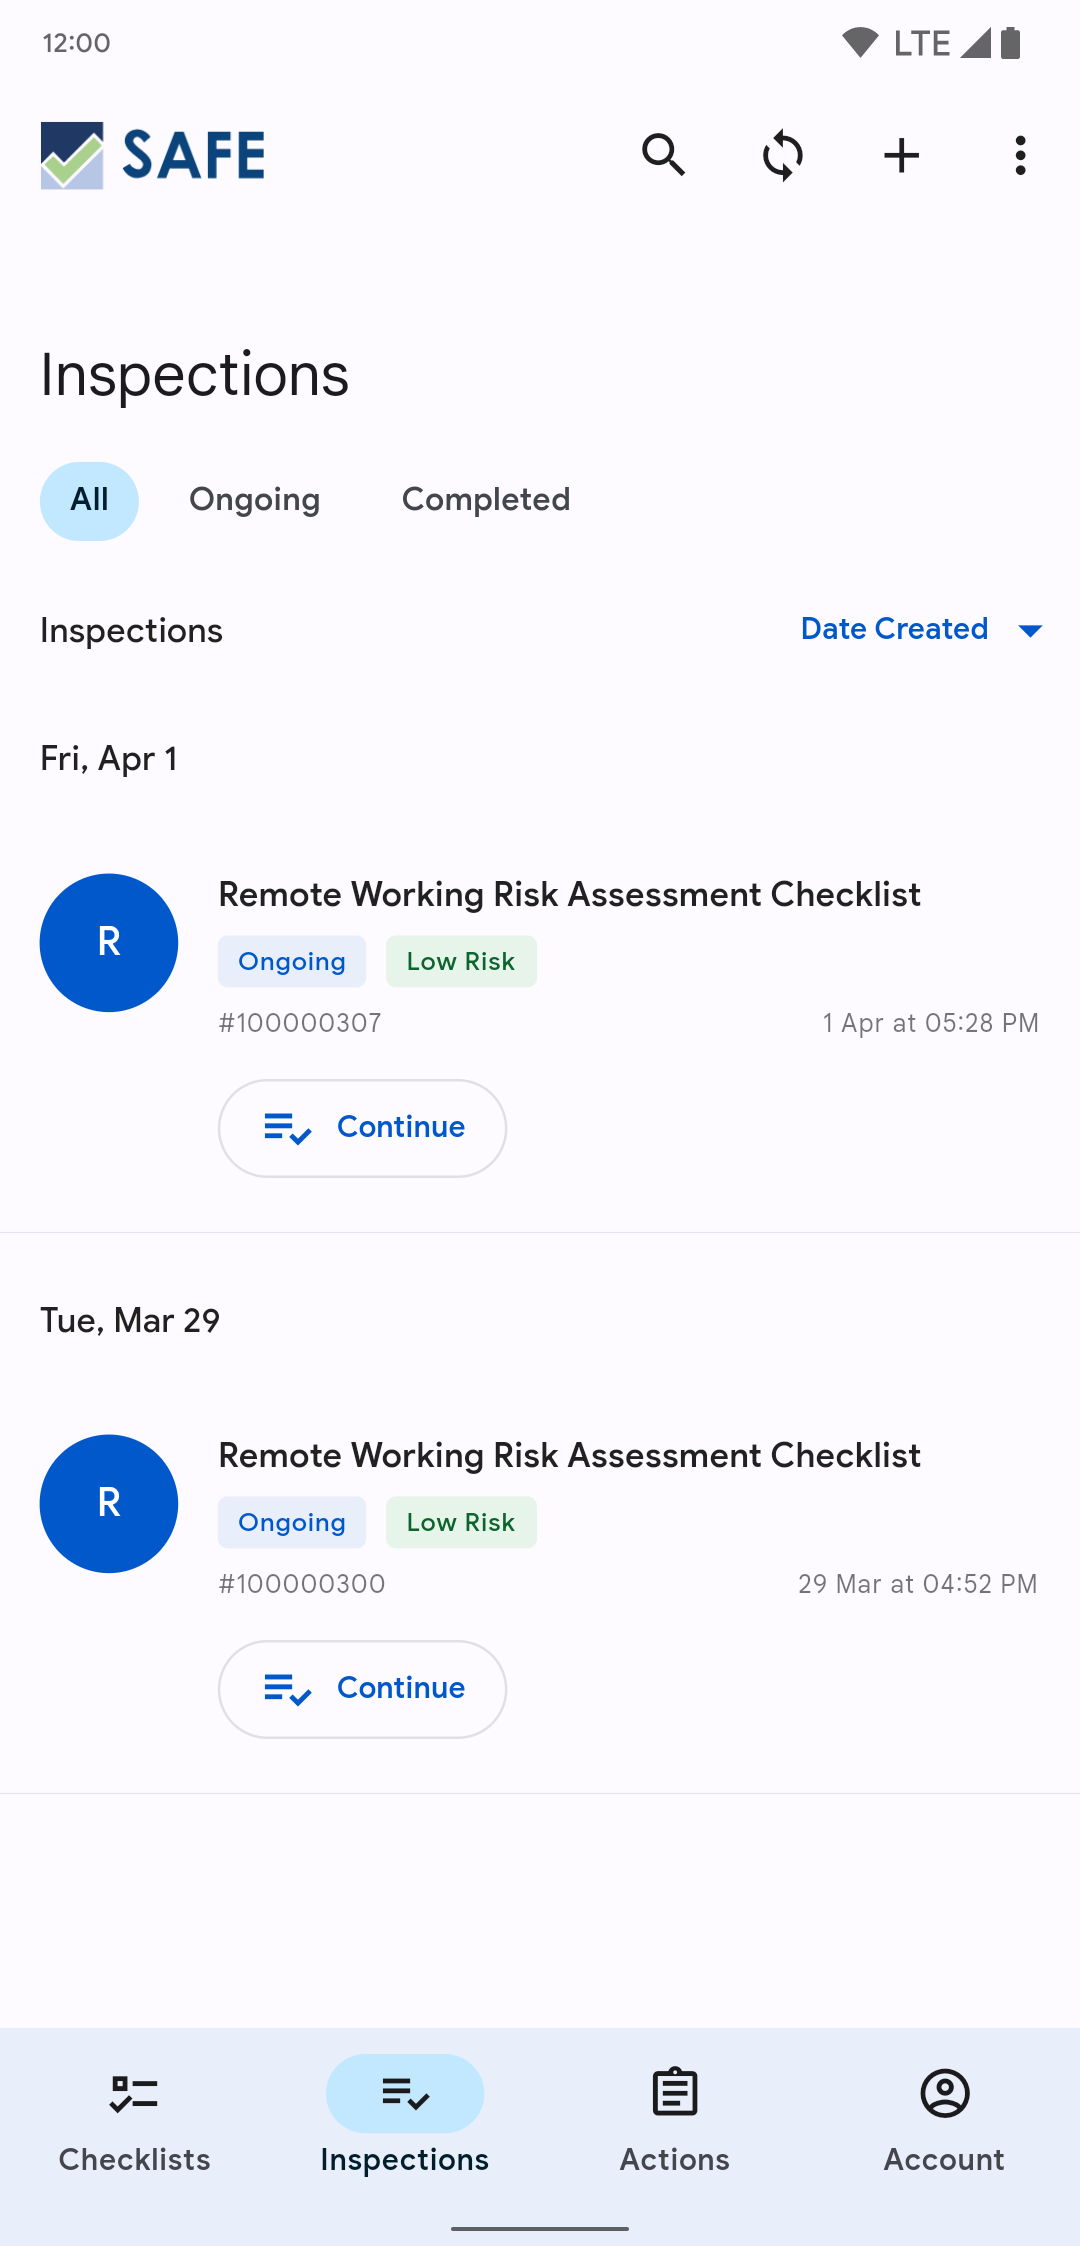 12:00
LTE
SAFE
Inspections
All
Ongoing
Completed
Inspections
Date Created
Fri, Apr 1
R
Remote Working Risk Assessment Checklist
Ongoing
Low Risk
#100000307
1 Apr at 05:28 PM
Continue
Tue, Mar 29
R
Remote Working Risk Assessment Checklist
Ongoing
Low Risk
#100000300
29 Mar at 04:52 PM
Continue
Checklists
Inspections
Actions
Account